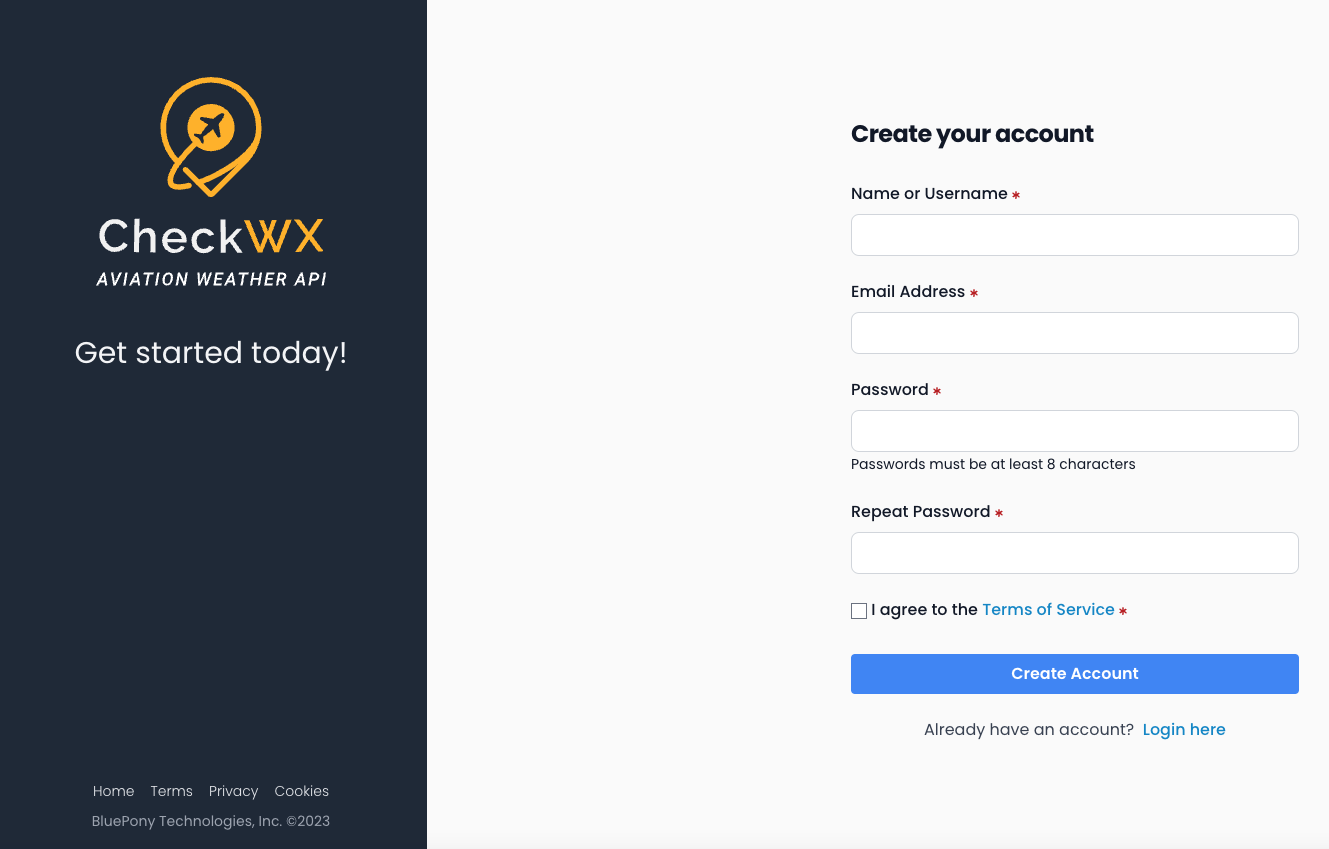 CheckWX
AVIATION WEATHER API
Get started today!
Home Terms Privacy Cookies
BluePony Technologies, Inc. ©2023
Create your account
Name or Username *
Email Address *
Password *
Passwords must be at least 8 characters
Repeat Password *
I agree to the Terms of Service *
Create Account
Already have an account? Login here